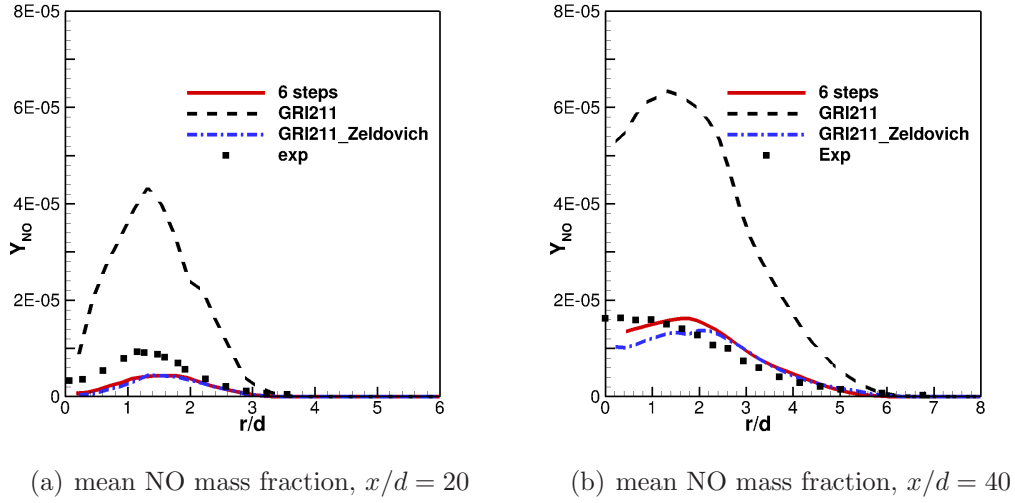 8E-05
6E-05
4E-05
2E-05
0
Y_NO
0 1 2 3 4 5 6
r/d
6 steps
GRI211
GRI211_Zeldovich
exp
(a) mean NO mass fraction, x/d = 20
8E-05
6E-05
4E-05
2E-05
0
Y_NO
0 1 2 3 4 5 6 7 8
r/d
6 steps
GRI211
GRI211_Zeldovich
Exp
(b) mean NO mass fraction, x/d = 40